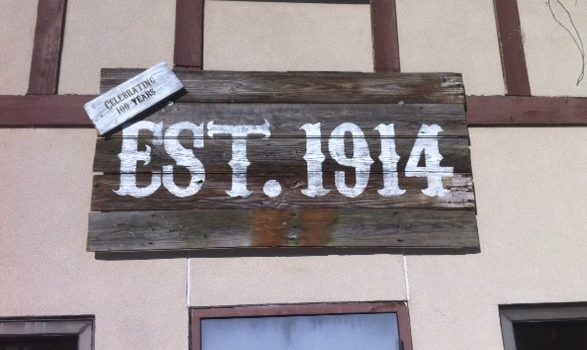 CELEBRATING
100 YEARS
EST. 1914